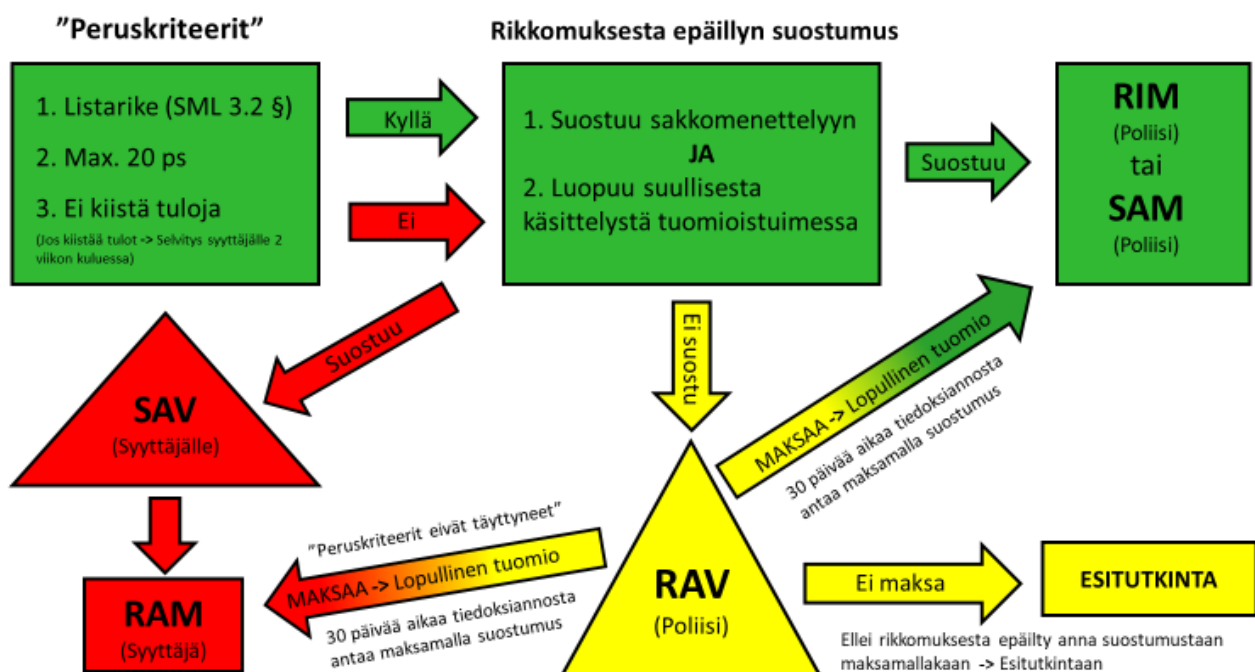 ”Peruskriteerit”
Rikkomuksesta epäillyn suostumus
1. Listarike (SML 3.2 §)
2. Max. 20 ps
3. Ei kiistä tuloja
(Jos kiistää tulot -> Selvitys syyttäjälle 2
viikon kuluessa)
Kyllä
Ei
1. Suostuu sakkomenettelyyn
JA
2. Luopuu suullisesta
käsittelystä tuomioistuimessa
Suostuu
RIM
(Poliisi)
tai
SAM
(Poliisi)
Suostuu
Ei suostu
MAKSAA -> Lopullinen tuomio
30 päivää aikaa tiedoksiannosta
antaa maksamalla suostumus
SAV
(Syyttäjälle)
”Peruskriteerit eivät täyttyneet”
MAKSAA -> Lopullinen tuomio
30 päivää aikaa tiedoksiannosta
antaa maksamalla suostumus
RAM
(Syyttäjä)
RAV
(Poliisi)
Ei maksa
ESITUTKINTA
Ellei rikkomuksesta epäilty anna suostumustaan
maksamallakaan -> Esitutkintaan